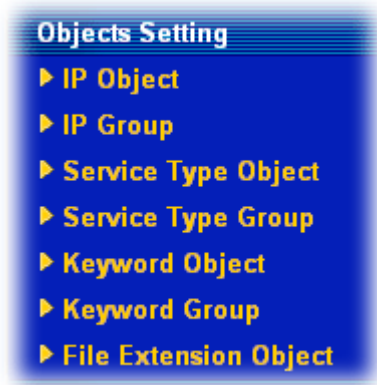 Objects Setting
IP Object
IP Group
Service Type Object
Service Type Group
Keyword Object
Keyword Group
File Extension Object